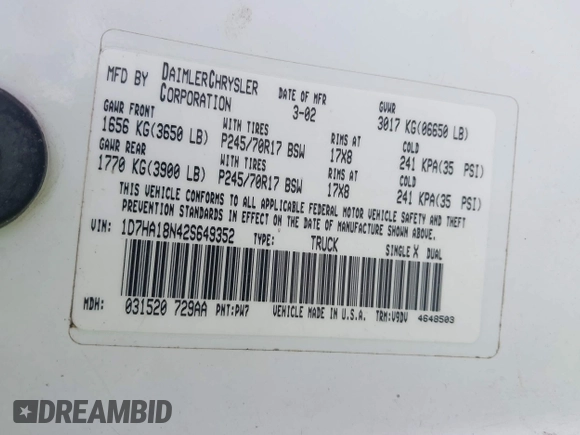 MFD BY DAIMLERCHRYSLER CORPORATION DATE OF MFR 3-02 GVWR 3017 KG(06650 LB)
GAWR FRONT WITH TIRES RIMS AT COLD
1656 KG(3650 LB) P245/70R17 BSW 17X8 241 KPA(35 PSI)
GAWR REAR WITH TIRES RIMS AT COLD
1770 KG(3900 LB) P245/70R17 BSW 17X8 241 KPA(35 PSI)
THIS VEHICLE CONFORMS TO ALL APPLICABLE FEDERAL MOTOR VEHICLE SAFETY AND THEFT
PREVENTION STANDARDS IN EFFECT ON THE DATE OF MANUFACTURE SHOWN ABOVE.
VIN: 1D7HA18N42S649352 TYPE: TRUCK SINGLE X DUAL
MDH: 031520 729AA PNT:PW7 VEHICLE MADE IN U.S.A. TRM:V9DV 4648503
DREAMBID